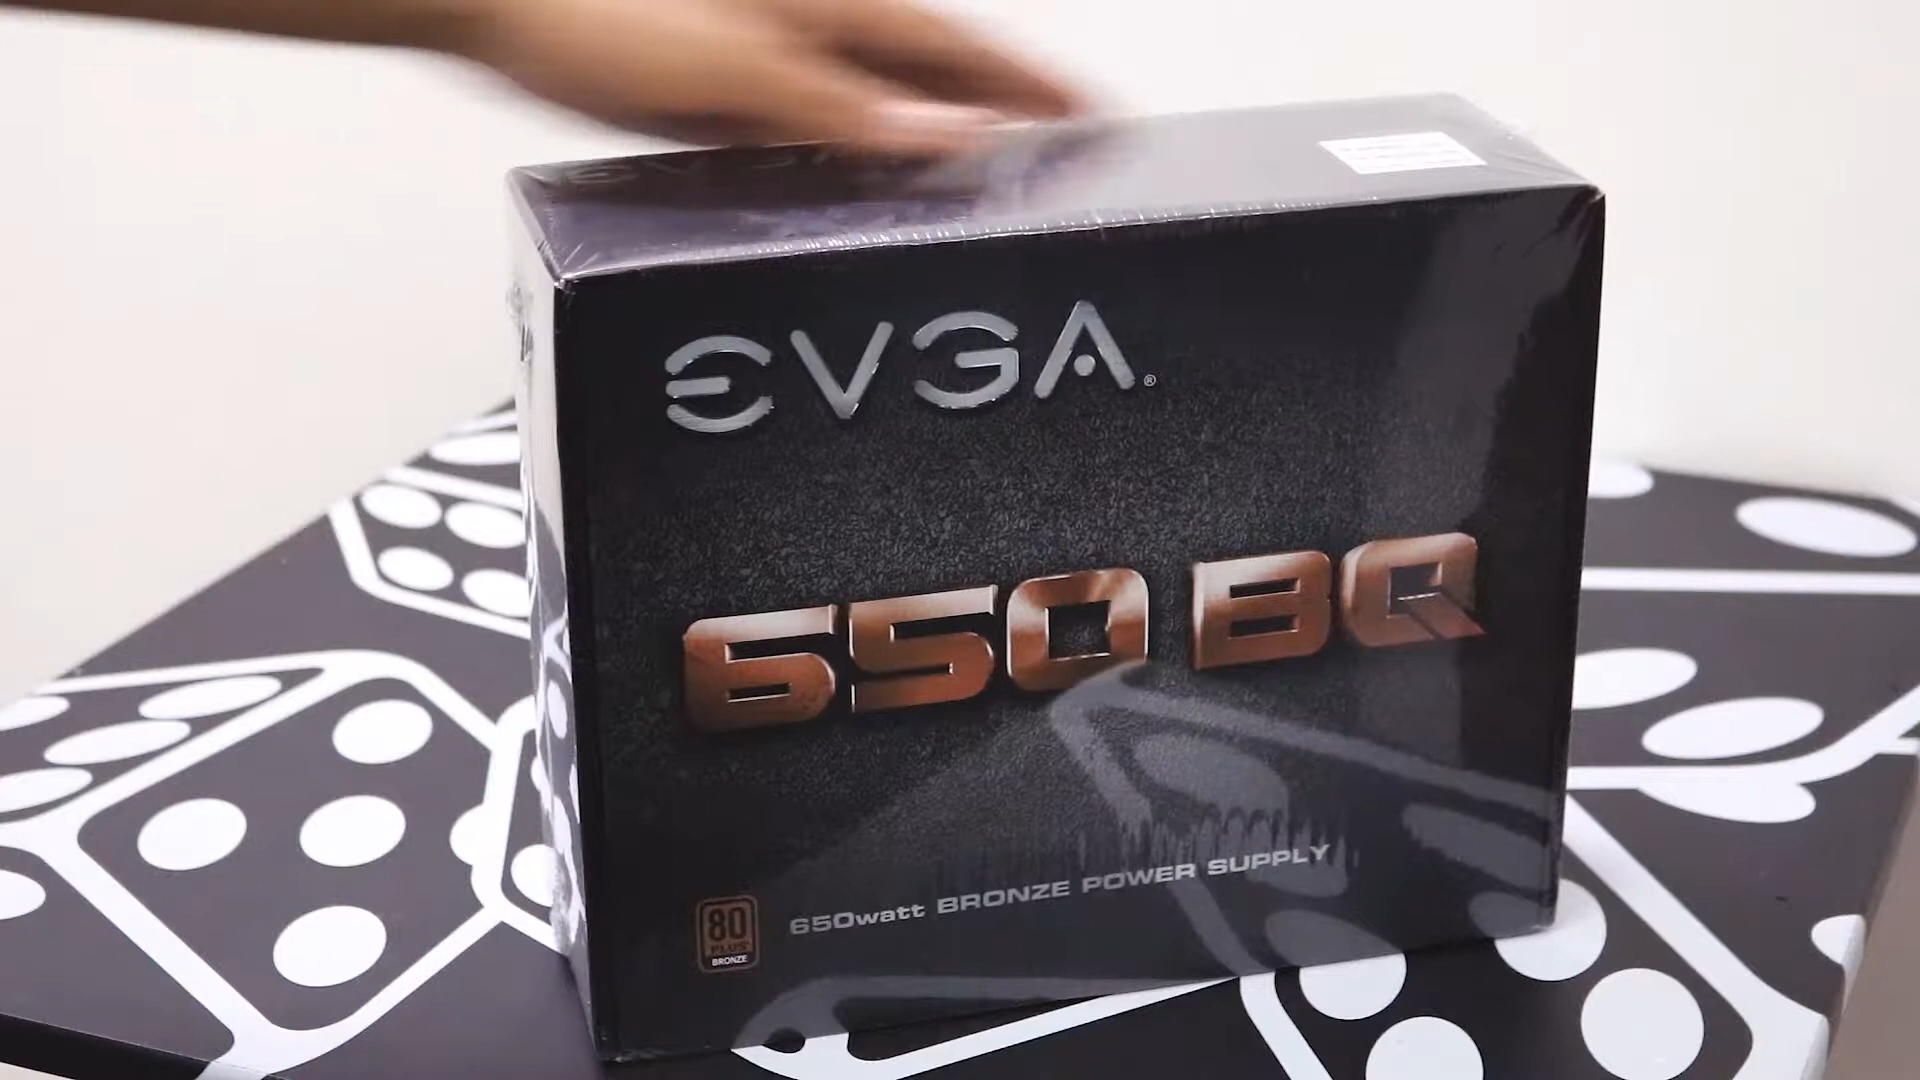 EVGA®
650 BQ
650watt BRONZE POWER SUPPLY
80
PLUS
BRONZE